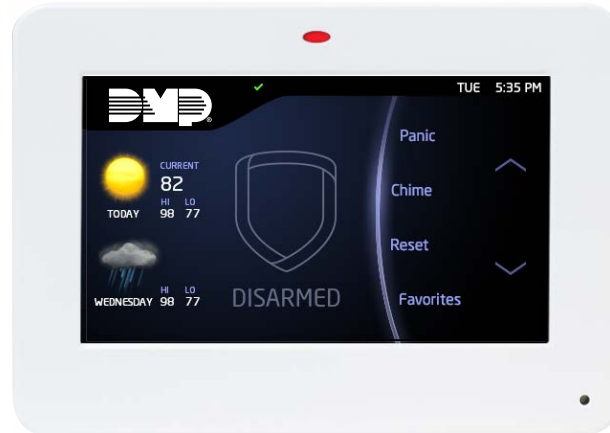 DMP®
TUE 5:35 PM
CURRENT
82
HI LO
98 77
TODAY
HI LO
98 77
WEDNESDAY
DISARMED
Panic
Chime
Reset
Favorites